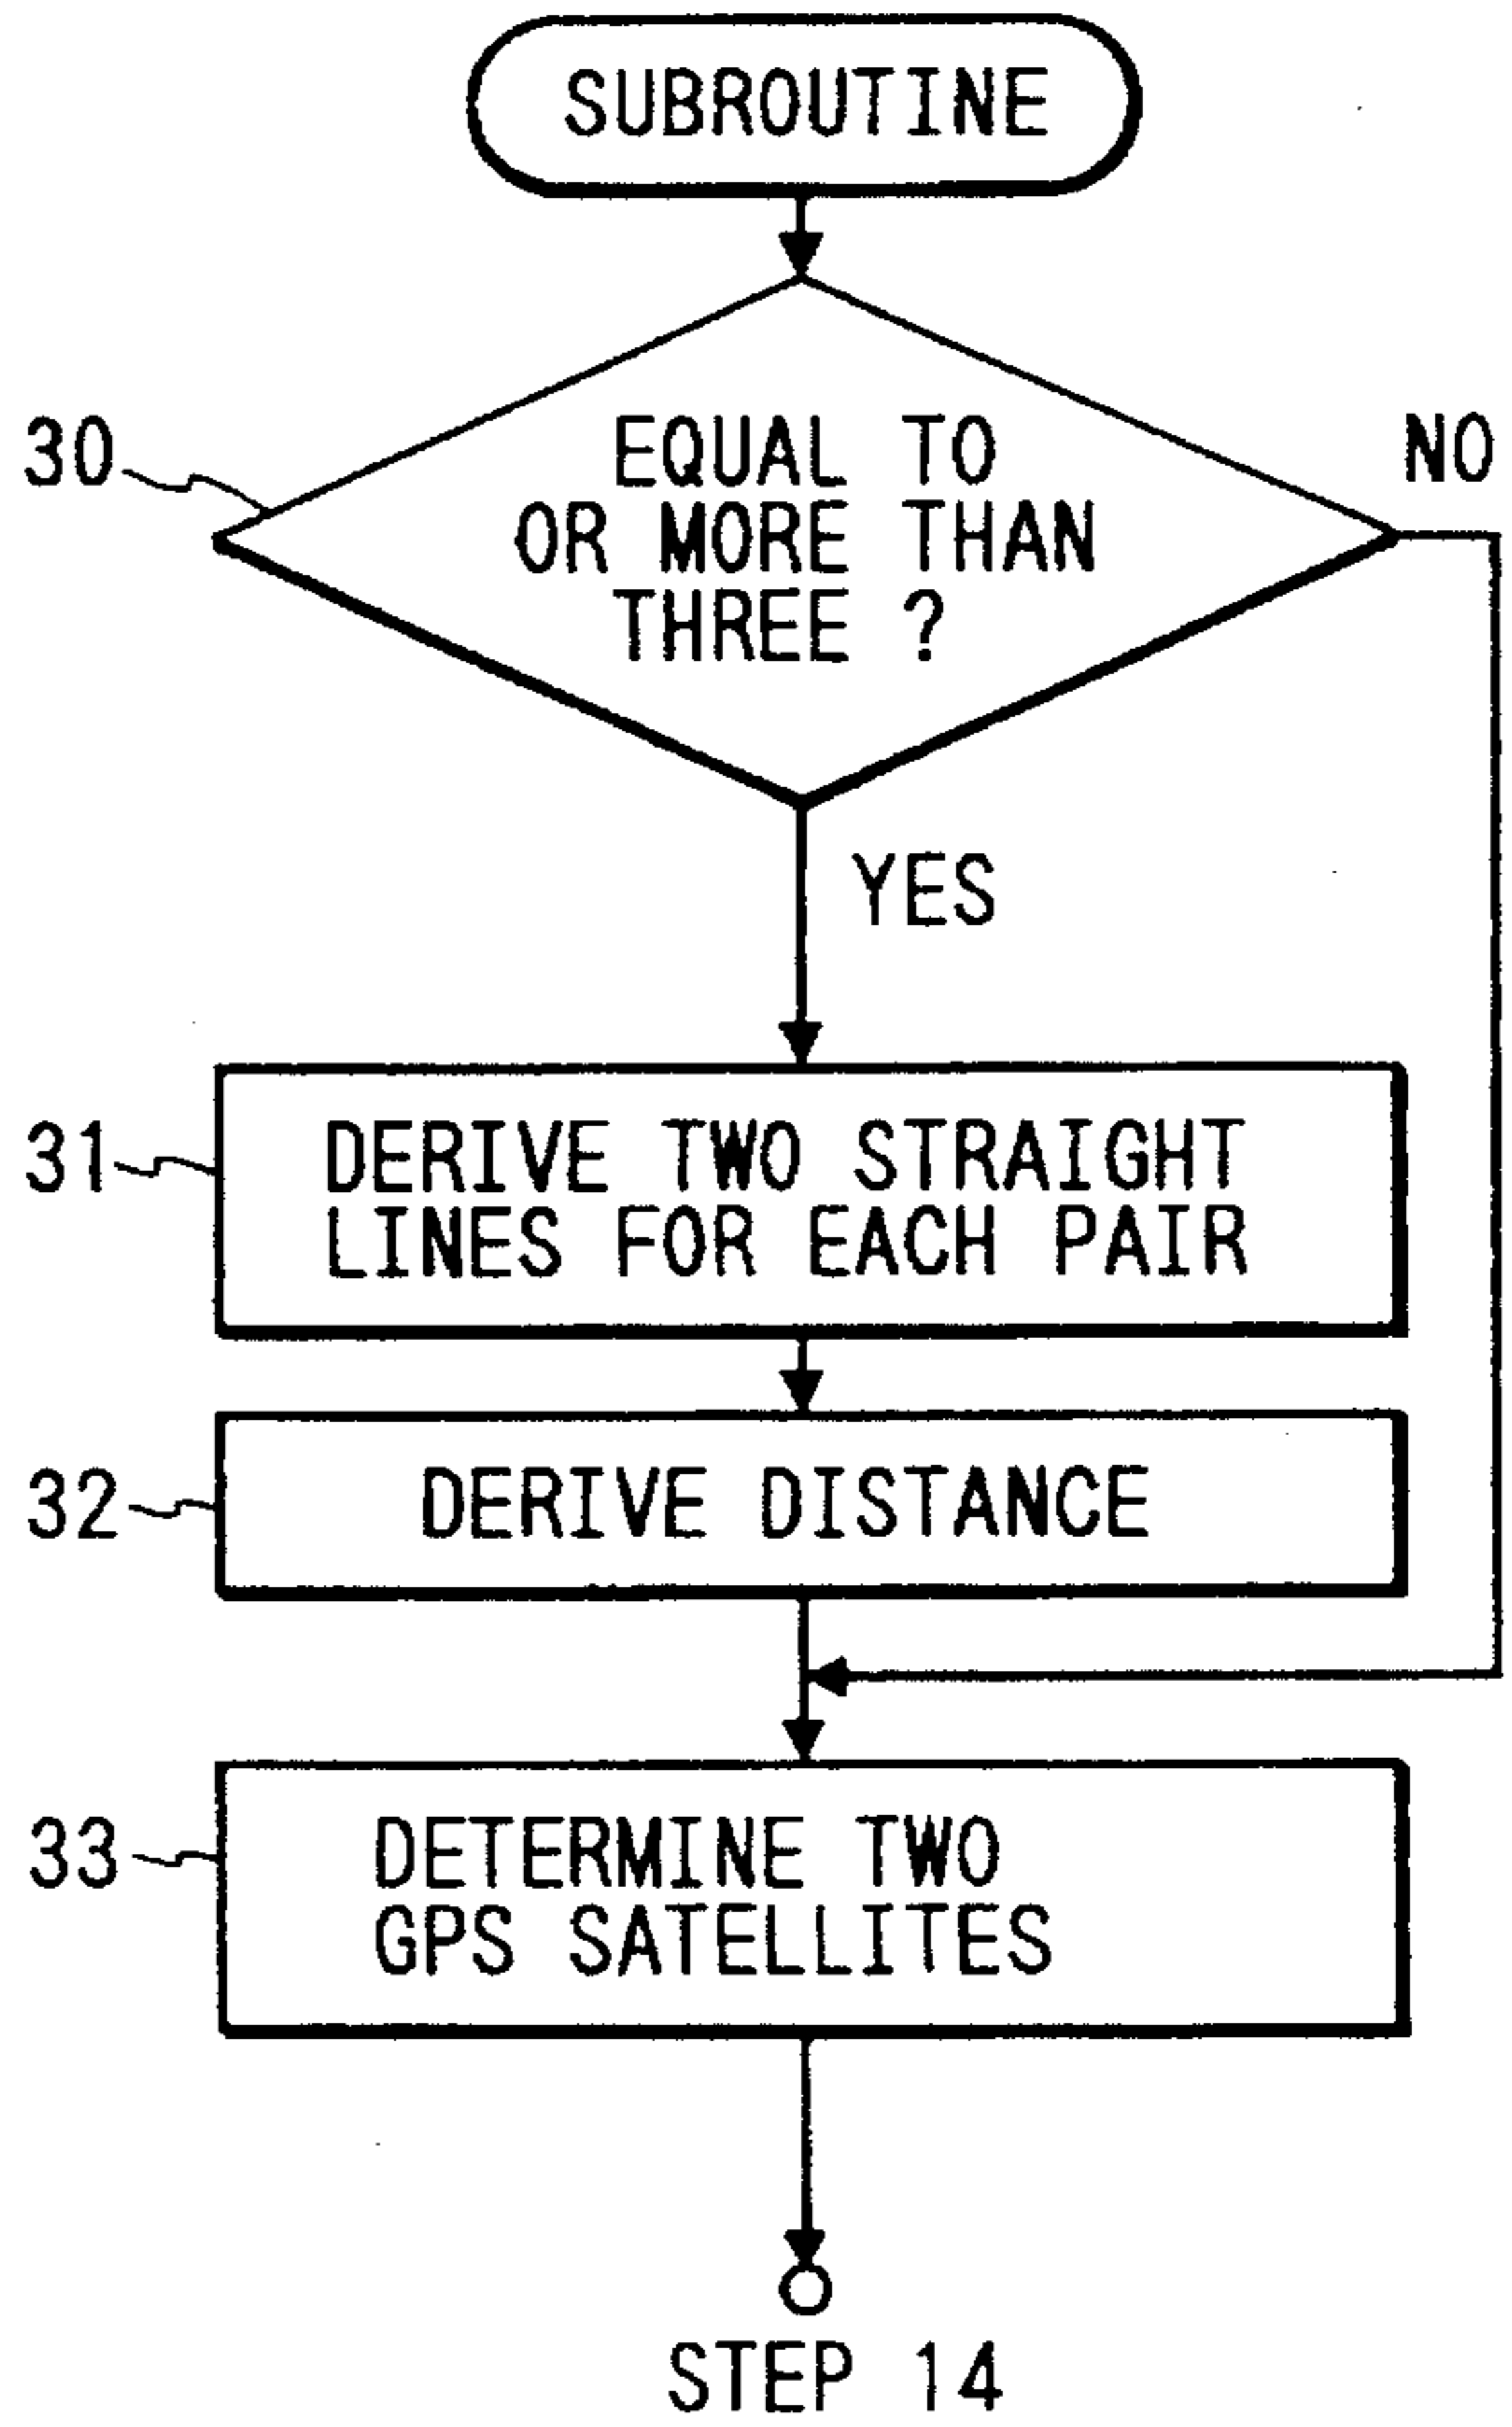 SUBROUTINE
30
EQUAL TO
OR MORE THAN
THREE ?
NO
YES
31
DERIVE TWO STRAIGHT
LINES FOR EACH PAIR
32
DERIVE DISTANCE
33
DETERMINE TWO
GPS SATELLITES
STEP 14